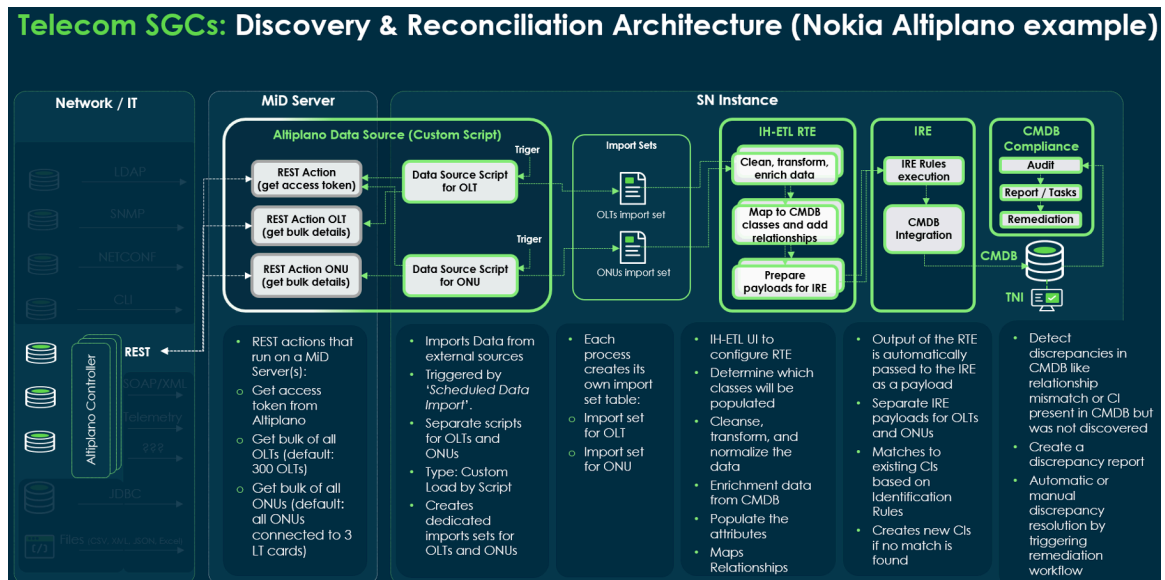 Telecom SGCs: Discovery & Reconciliation Architecture (Nokia Altiplano example)
Network / IT
LDAP
SNMP
NETCONF
CLI
REST
Altiplano Controller
SOAP/XML
Telemetry
???
JDBC
Files (CSV, XML, JSON, Excel)
MiD Server
SN Instance
Altiplano Data Source (Custom Script)
REST Action
(get access token)
REST Action OLT
(get bulk details)
REST Action ONU
(get bulk details)
Triger
Data Source Script
for OLT
Triger
Data Source Script
for ONU
Import Sets
OLTs import set
ONUs import set
IH-ETL RTE
Clean, transform,
enrich data
Map to CMDB
classes and add
relationships
Prepare
payloads for IRE
IRE
IRE Rules
execution
CMDB
Integration
CMDB
Compliance
Audit
Report / Tasks
Remediation
CMDB
TNI
• REST actions that
run on a MiD
Server(s):
o Get access
token from
Altiplano
o Get bulk of all
OLTs (default:
300 OLTs)
o Get bulk of all
ONUs (default:
all ONUs
connected to 3
LT cards)
• Imports Data from
external sources
• Triggered by
‘Scheduled Data
Import’.
• Separate scripts
for OLTs and
ONUs
• Type: Custom
Load by Script
• Creates
dedicated
imports sets for
OLTs and ONUs
• Each
process
creates its
own import
set table:
o Import set
for OLT
o Import set
for ONU
• IH-ETL UI to
configure RTE
• Determine which
classes will be
populated
• Cleanse,
transform, and
normalize the
data
• Enrichment data
from CMDB
• Populate the
attributes
• Maps
Relationships
• Output of the RTE
is automatically
passed to the IRE
as a payload
• Separate IRE
payloads for OLTs
and ONUs
• Matches to
existing CIs
based on
Identification
Rules
• Creates new CIs
if no match is
found
• Detect
discrepancies in
CMDB like
relationship
mismatch or CI
present in CMDB but
was not discovered
• Create a
discrepancy report
• Automatic or
manual
discrepancy
resolution by
triggering
remediation
workflow